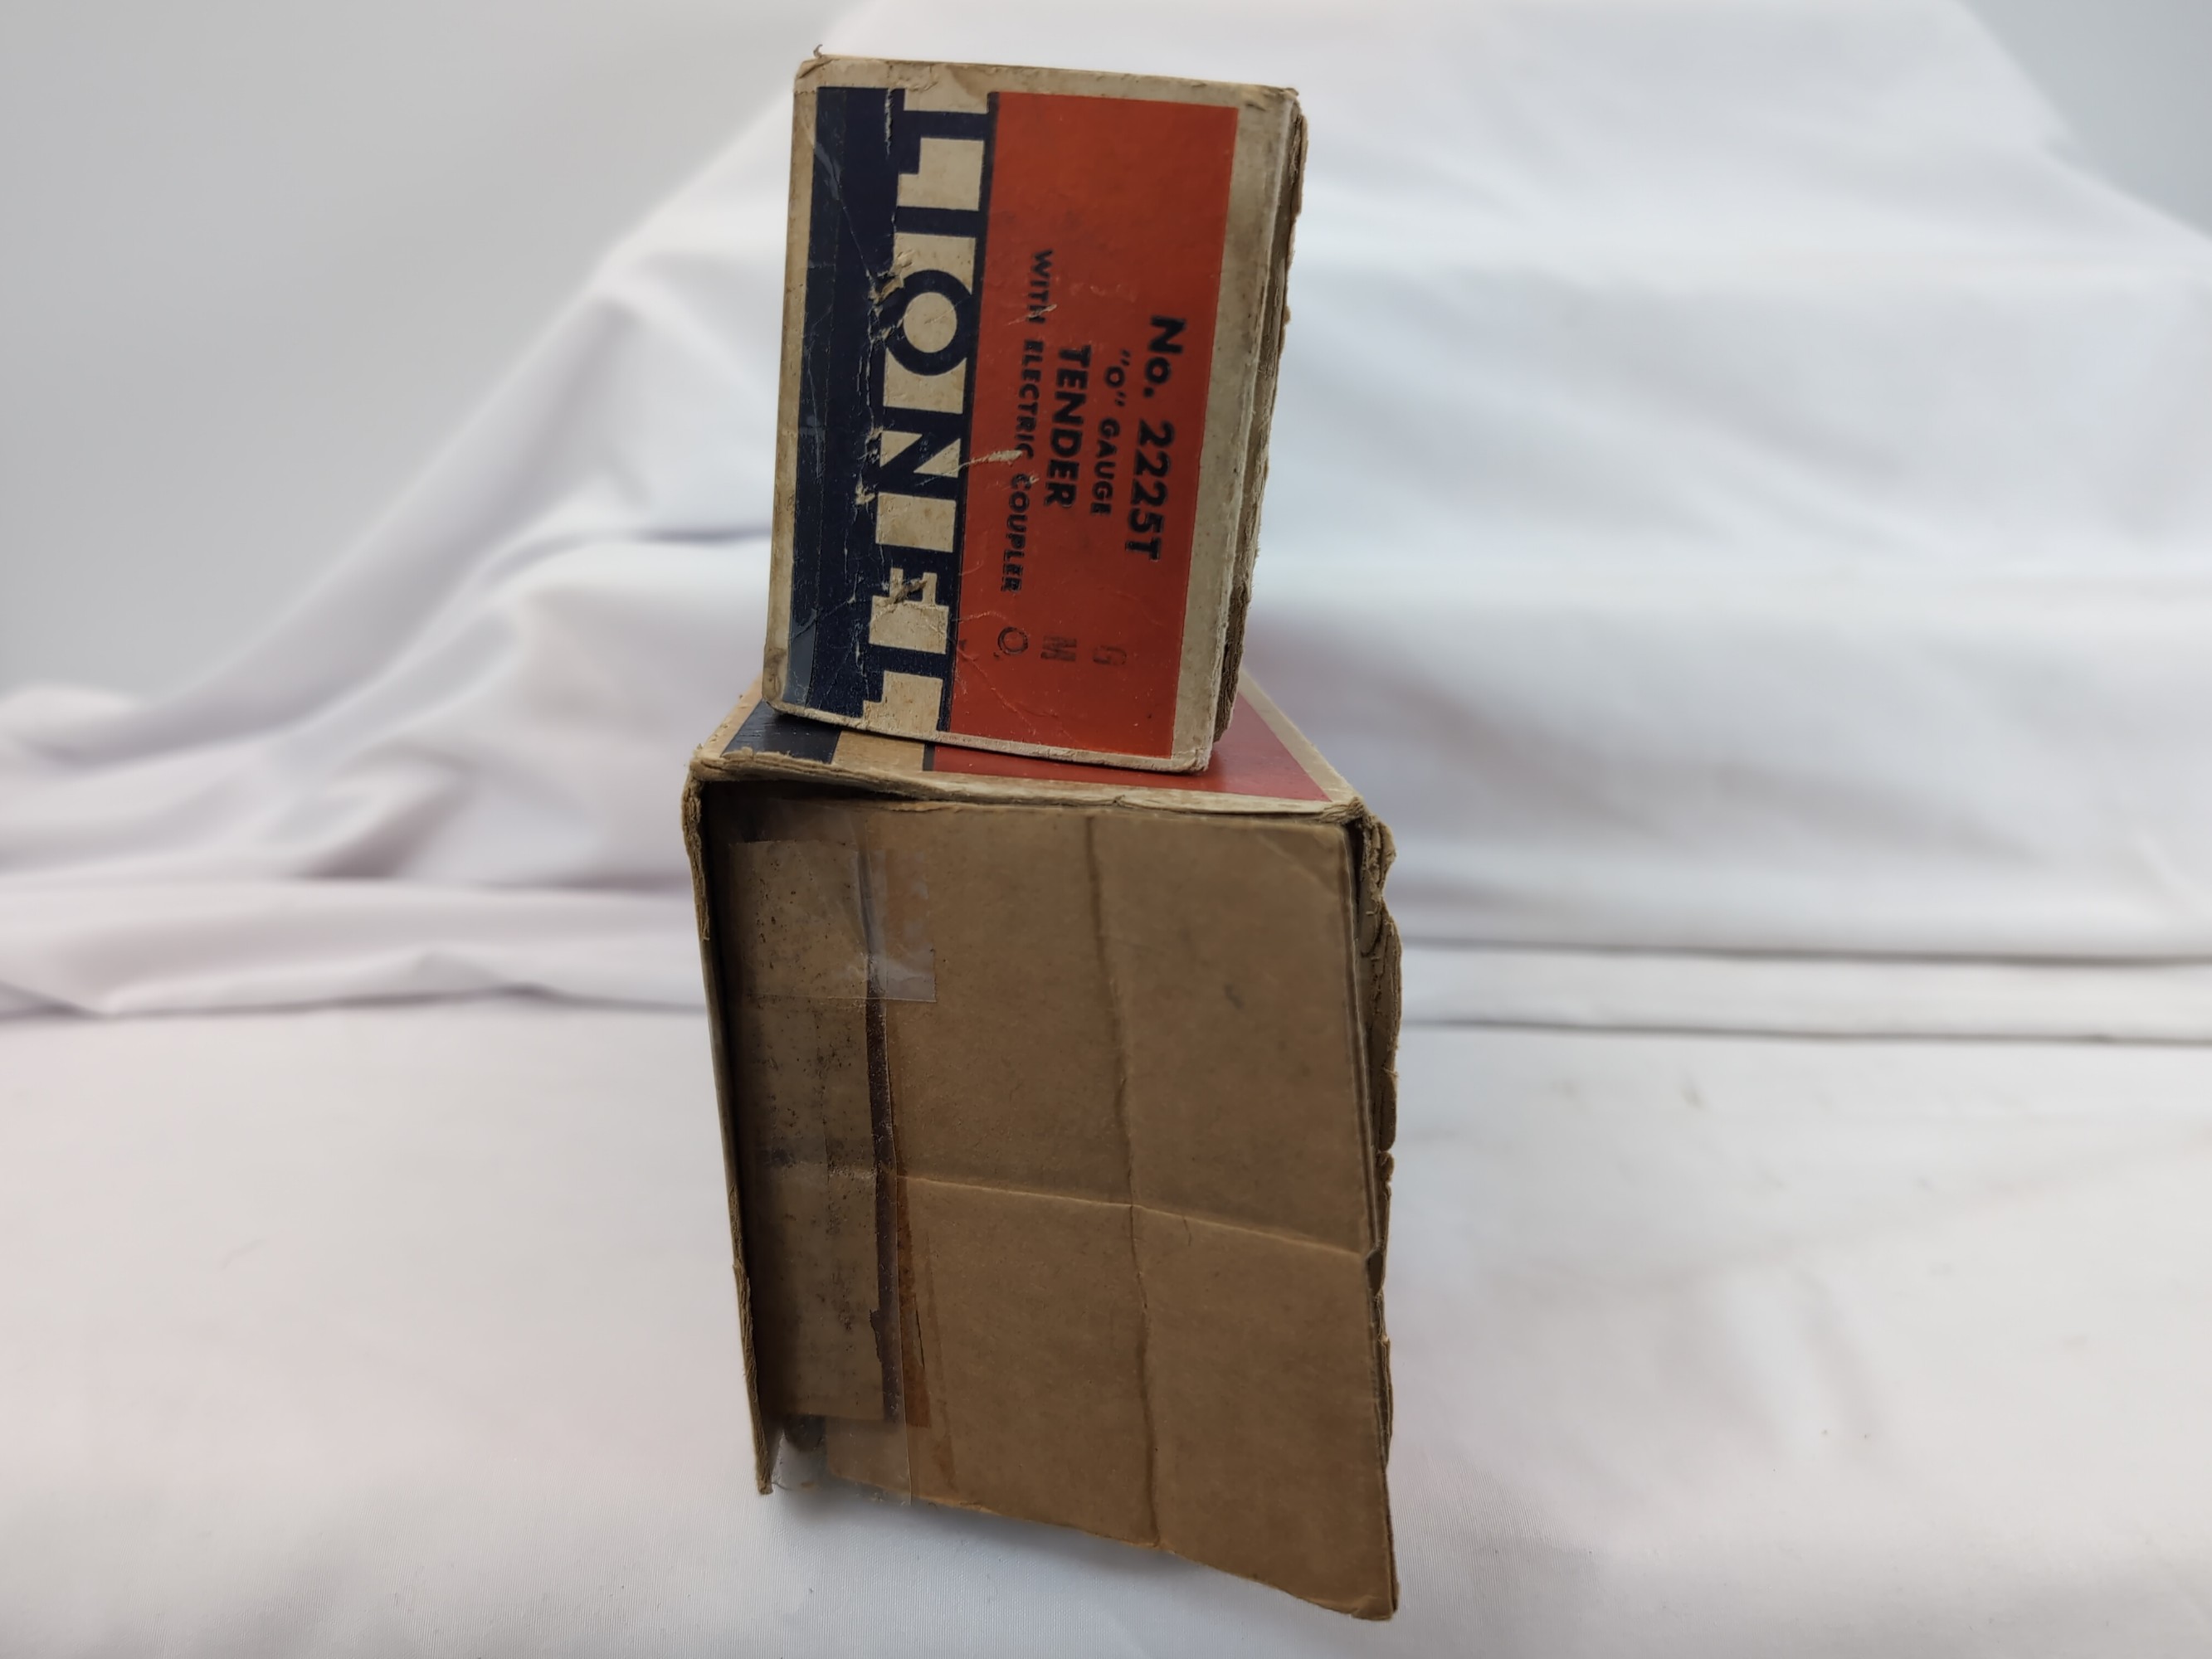 No. 2225T
"O" GAUGE
TENDER
WITH ELECTRIC COUPLER
G
M
O
LIONEL